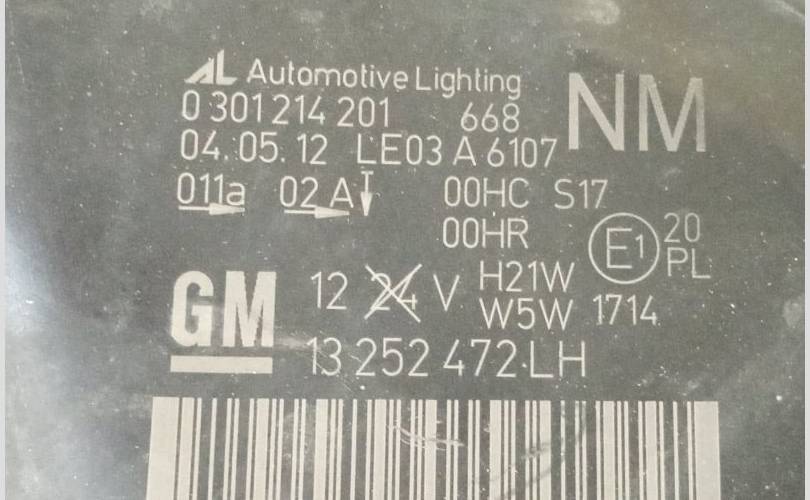 AL Automotive Lighting
0 301 214 201 668 NM
04. 05. 12 LE03 A 6107
011a 02 A 00HC S17
00HR E1 20
PL
12 24 V H21W
W5W 1714
GM
13 252 472 LH